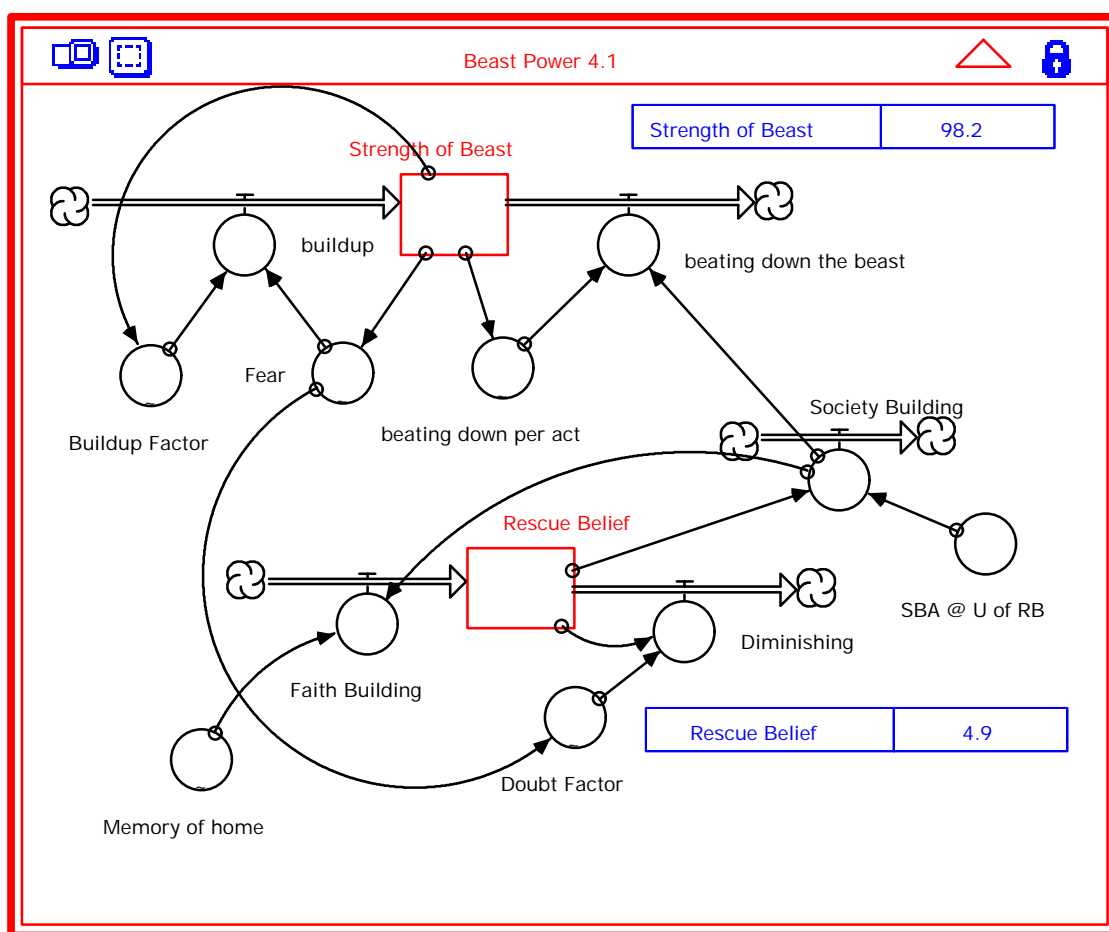 Beast Power 4.1
Strength of Beast 98.2
Strength of Beast
buildup
beating down the beast
Fear
Buildup Factor
beating down per act
Society Building
Rescue Belief
SBA @ U of RB
Diminishing
Faith Building
Rescue Belief 4.9
Doubt Factor
Memory of home